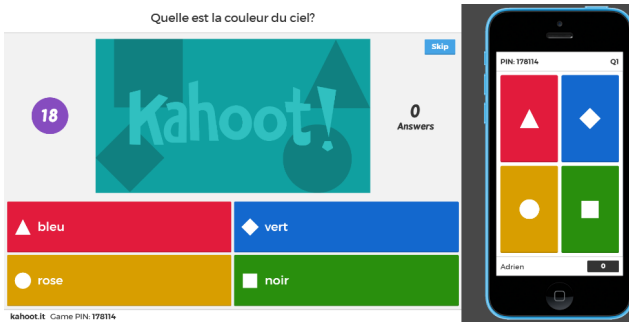 Quelle est la couleur du ciel?
Skip
18
Kahoot!
0
Answers
bleu
vert
rose
noir
kahoot.it Game PIN: 178114
PIN: 178114 Q1
Adrien 0